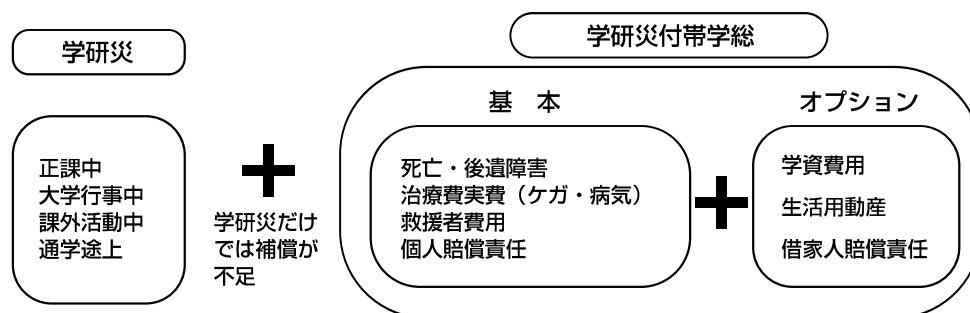 学研災
正課中
大学行事中
課外活動中
通学途上
学研災だけ
では補償が
不足
学研災付帯学総
基　本
死亡・後遺障害
治療費実費（ケガ・病気）
救援者費用
個人賠償責任
オプション
学資費用
生活用動産
借家人賠償責任